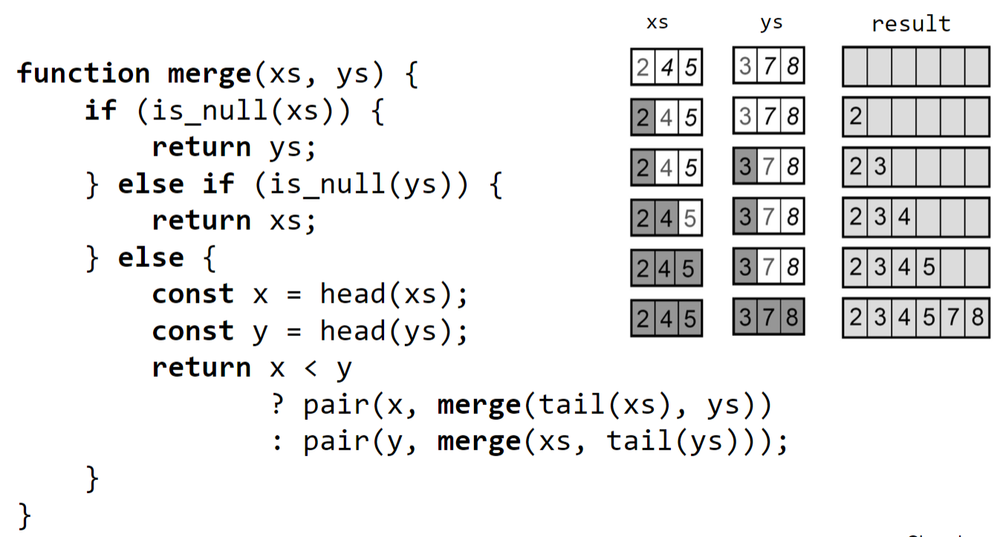 function merge(xs, ys) {
if (is_null(xs)) {
return ys;
} else if (is_null(ys)) {
return xs;
} else {
const x = head(xs);
const y = head(ys);
return x < y
? pair(x, merge(tail(xs), ys))
: pair(y, merge(xs, tail(ys)));
}
}
xs ys result
2 4 5 3 7 8
2 4 5 3 7 8 2
2 4 5 3 7 8 2 3
2 4 5 3 7 8 2 3 4
2 4 5 3 7 8 2 3 4 5
2 4 5 3 7 8 2 3 4 5 7 8